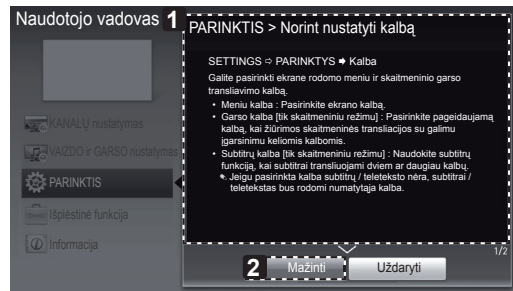 Naudotojo vadovas
1
PARINKTIS > Norint nustatyti kalbą
SETTINGS ⇨ PARINKTYS ➡ Kalba
Galite pasirinkti ekrane rodomo meniu ir skaitmeninio garso
transliavimo kalbą.
• Meniu kalba : Pasirinkite ekrano kalbą.
• Garso kalba [tik skaitmeniniu režimu] : Pasirinkite pageidaujamą
kalbą, kai žiūrimos skaitmeninės transliacijos su galimu
įgarsinimu keliomis kalbomis.
• Subtitrų kalba [tik skaitmeniniu režimu] : Naudokite subtitrų
funkciją, kai subtitrai transliuojami dviem ar daugiau kalbų.
Jeigu pasirinkta kalba subtitrų / teleteksto nėra, subtitrai /
teletekstas bus rodomi numatytąja kalba.
KANALŲ nustatymas
VAIZDO ir GARSO nustatymas
PARINKTIS
Išplėstinė funkcija
Informacija
1/2
2
Mažinti
Uždaryti